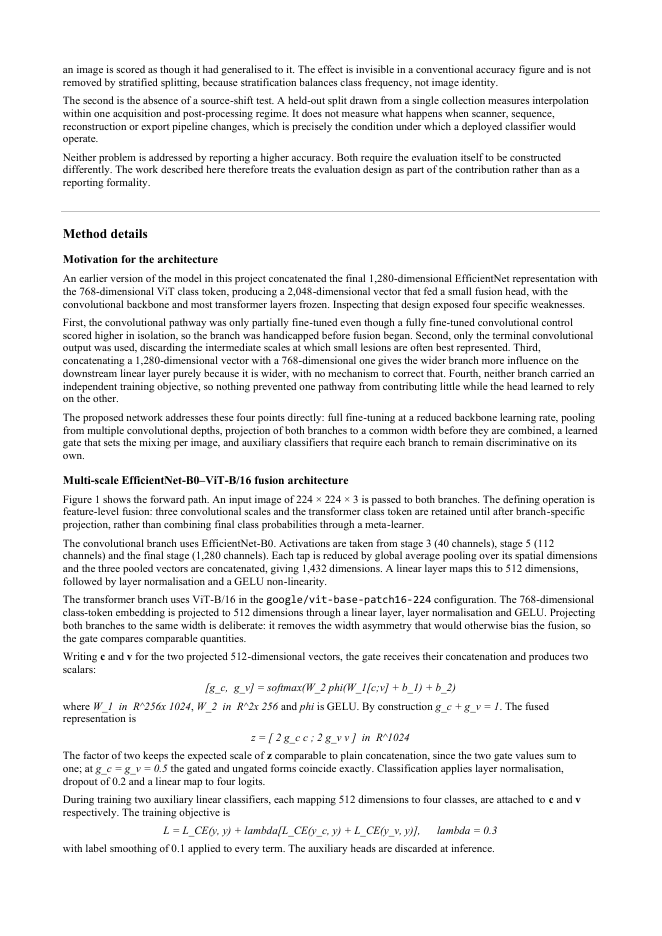 an image is scored as though it had generalised to it. The effect is invisible in a conventional accuracy figure and is not
removed by stratified splitting, because stratification balances class frequency, not image identity.
The second is the absence of a source-shift test. A held-out split drawn from a single collection measures interpolation
within one acquisition and post-processing regime. It does not measure what happens when scanner, sequence,
reconstruction or export pipeline changes, which is precisely the condition under which a deployed classifier would
operate.
Neither problem is addressed by reporting a higher accuracy. Both require the evaluation itself to be constructed
differently. The work described here therefore treats the evaluation design as part of the contribution rather than as a
reporting formality.
Method details
Motivation for the architecture
An earlier version of the model in this project concatenated the final 1,280-dimensional EfficientNet representation with
the 768-dimensional ViT class token, producing a 2,048-dimensional vector that fed a small fusion head, with the
convolutional backbone and most transformer layers frozen. Inspecting that design exposed four specific weaknesses.
First, the convolutional pathway was only partially fine-tuned even though a fully fine-tuned convolutional control
scored higher in isolation, so the branch was handicapped before fusion began. Second, only the terminal convolutional
output was used, discarding the intermediate scales at which small lesions are often best represented. Third,
concatenating a 1,280-dimensional vector with a 768-dimensional one gives the wider branch more influence on the
downstream linear layer purely because it is wider, with no mechanism to correct that. Fourth, neither branch carried an
independent training objective, so nothing prevented one pathway from contributing little while the head learned to rely
on the other.
The proposed network addresses these four points directly: full fine-tuning at a reduced backbone learning rate, pooling
from multiple convolutional depths, projection of both branches to a common width before they are combined, a learned
gate that sets the mixing per image, and auxiliary classifiers that require each branch to remain discriminative on its
own.
Multi-scale EfficientNet-B0–ViT-B/16 fusion architecture
Figure 1 shows the forward path. An input image of 224 × 224 × 3 is passed to both branches. The defining operation is
feature-level fusion: three convolutional scales and the transformer class token are retained until after branch-specific
projection, rather than combining final class probabilities through a meta-learner.
The convolutional branch uses EfficientNet-B0. Activations are taken from stage 3 (40 channels), stage 5 (112
channels) and the final stage (1,280 channels). Each tap is reduced by global average pooling over its spatial dimensions
and the three pooled vectors are concatenated, giving 1,432 dimensions. A linear layer maps this to 512 dimensions,
followed by layer normalisation and a GELU non-linearity.
The transformer branch uses ViT-B/16 in the google/vit-base-patch16-224 configuration. The 768-dimensional
class-token embedding is projected to 512 dimensions through a linear layer, layer normalisation and GELU. Projecting
both branches to the same width is deliberate: it removes the width asymmetry that would otherwise bias the fusion, so
the gate compares comparable quantities.
Writing c and v for the two projected 512-dimensional vectors, the gate receives their concatenation and produces two
scalars:
[g_c, g_v] = softmax(W_2 phi(W_1[c;v] + b_1) + b_2)
where W_1 in R^256x 1024, W_2 in R^2x 256 and phi is GELU. By construction g_c + g_v = 1. The fused
representation is
z = [ 2 g_c c ; 2 g_v v ] in R^1024
The factor of two keeps the expected scale of z comparable to plain concatenation, since the two gate values sum to
one; at g_c = g_v = 0.5 the gated and ungated forms coincide exactly. Classification applies layer normalisation,
dropout of 0.2 and a linear map to four logits.
During training two auxiliary linear classifiers, each mapping 512 dimensions to four classes, are attached to c and v
respectively. The training objective is
L = L_CE(y, y) + lambda[L_CE(y_c, y) + L_CE(y_v, y)], lambda = 0.3
with label smoothing of 0.1 applied to every term. The auxiliary heads are discarded at inference.